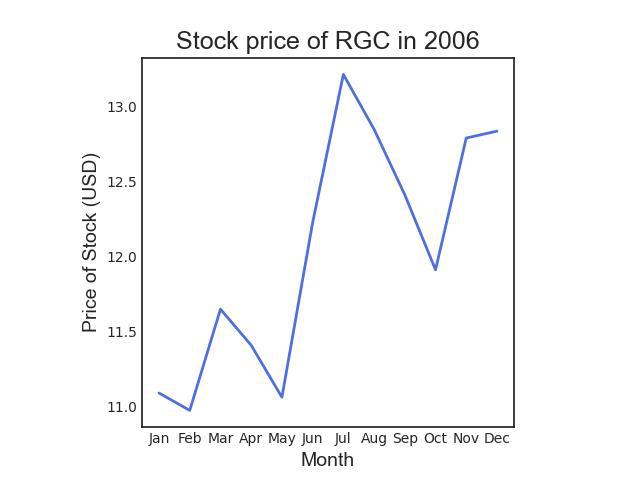 Stock price of RGC in 2006
Price of Stock (USD)
13.0
12.5
12.0
11.5
11.0
Jan Feb Mar Apr May Jun Jul Aug Sep Oct Nov Dec
Month